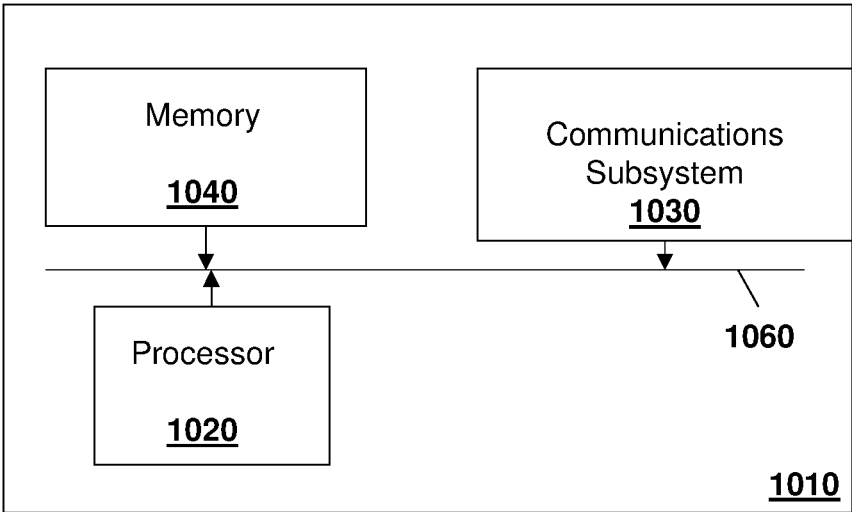 Memory
1040
Communications
Subsystem
1030
Processor
1020
1060
1010